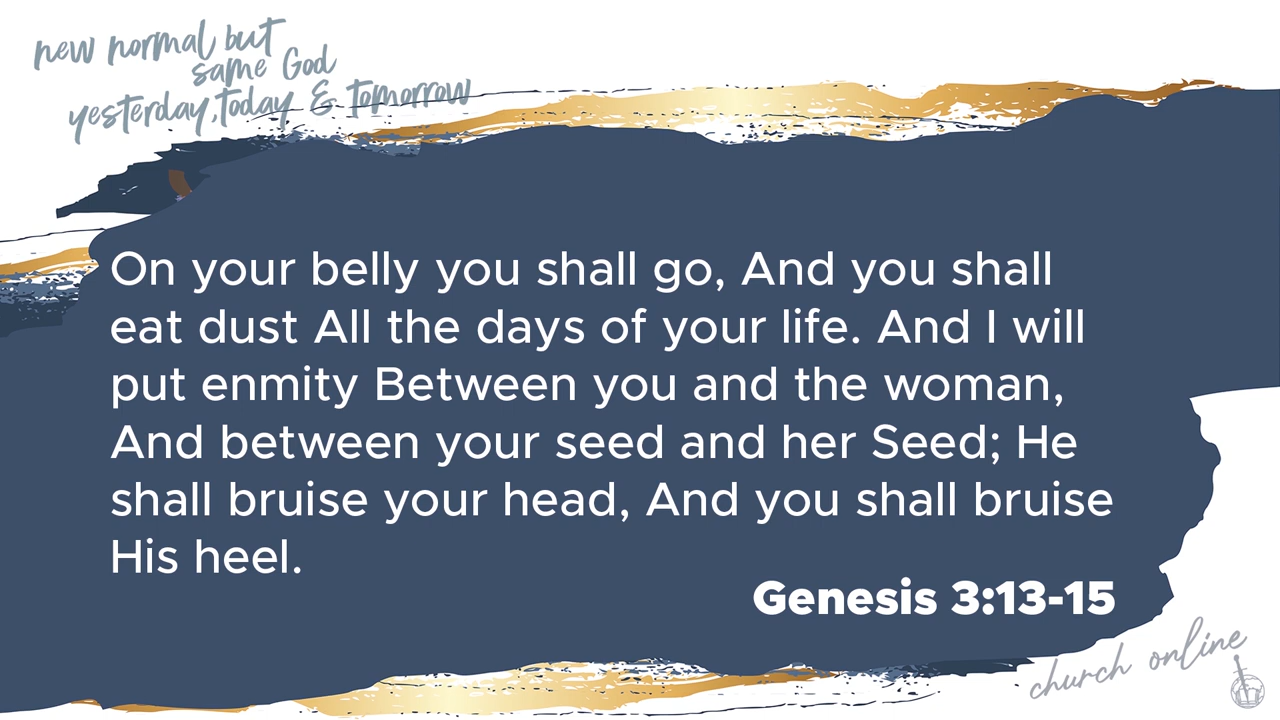 new normal but
same God
yesterday, today & tomorrow
On your belly you shall go, And you shall
eat dust All the days of your life. And I will
put enmity Between you and the woman,
And between your seed and her Seed; He
shall bruise your head, And you shall bruise
His heel.
Genesis 3:13-15
church online